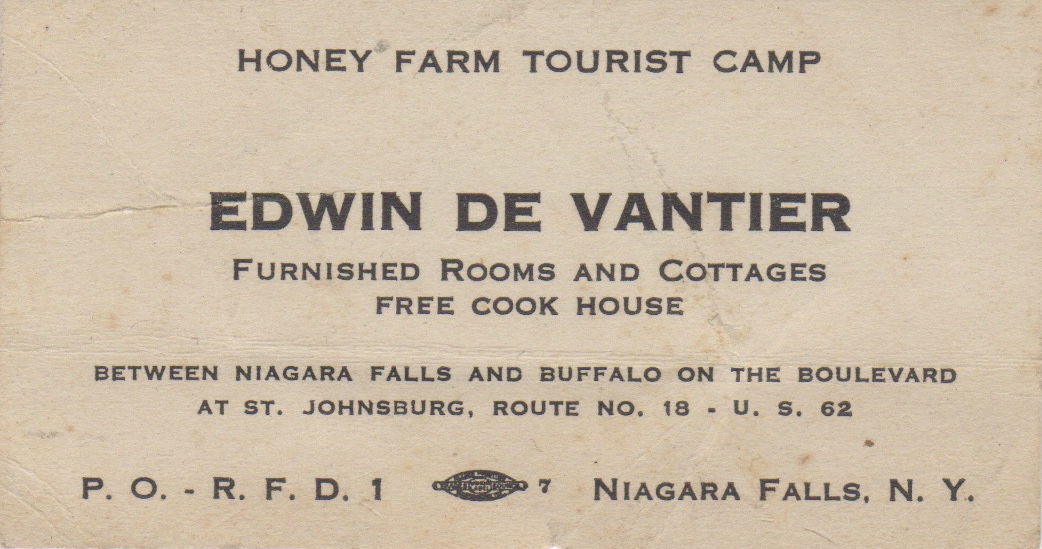 HONEY FARM TOURIST CAMP
EDWIN DE VANTIER
FURNISHED ROOMS AND COTTAGES
FREE COOK HOUSE
BETWEEN NIAGARA FALLS AND BUFFALO ON THE BOULEVARD
AT ST. JOHNSBURG, ROUTE NO. 18 - U. S. 62
P. O. - R. F. D. 1 7 NIAGARA FALLS, N. Y.